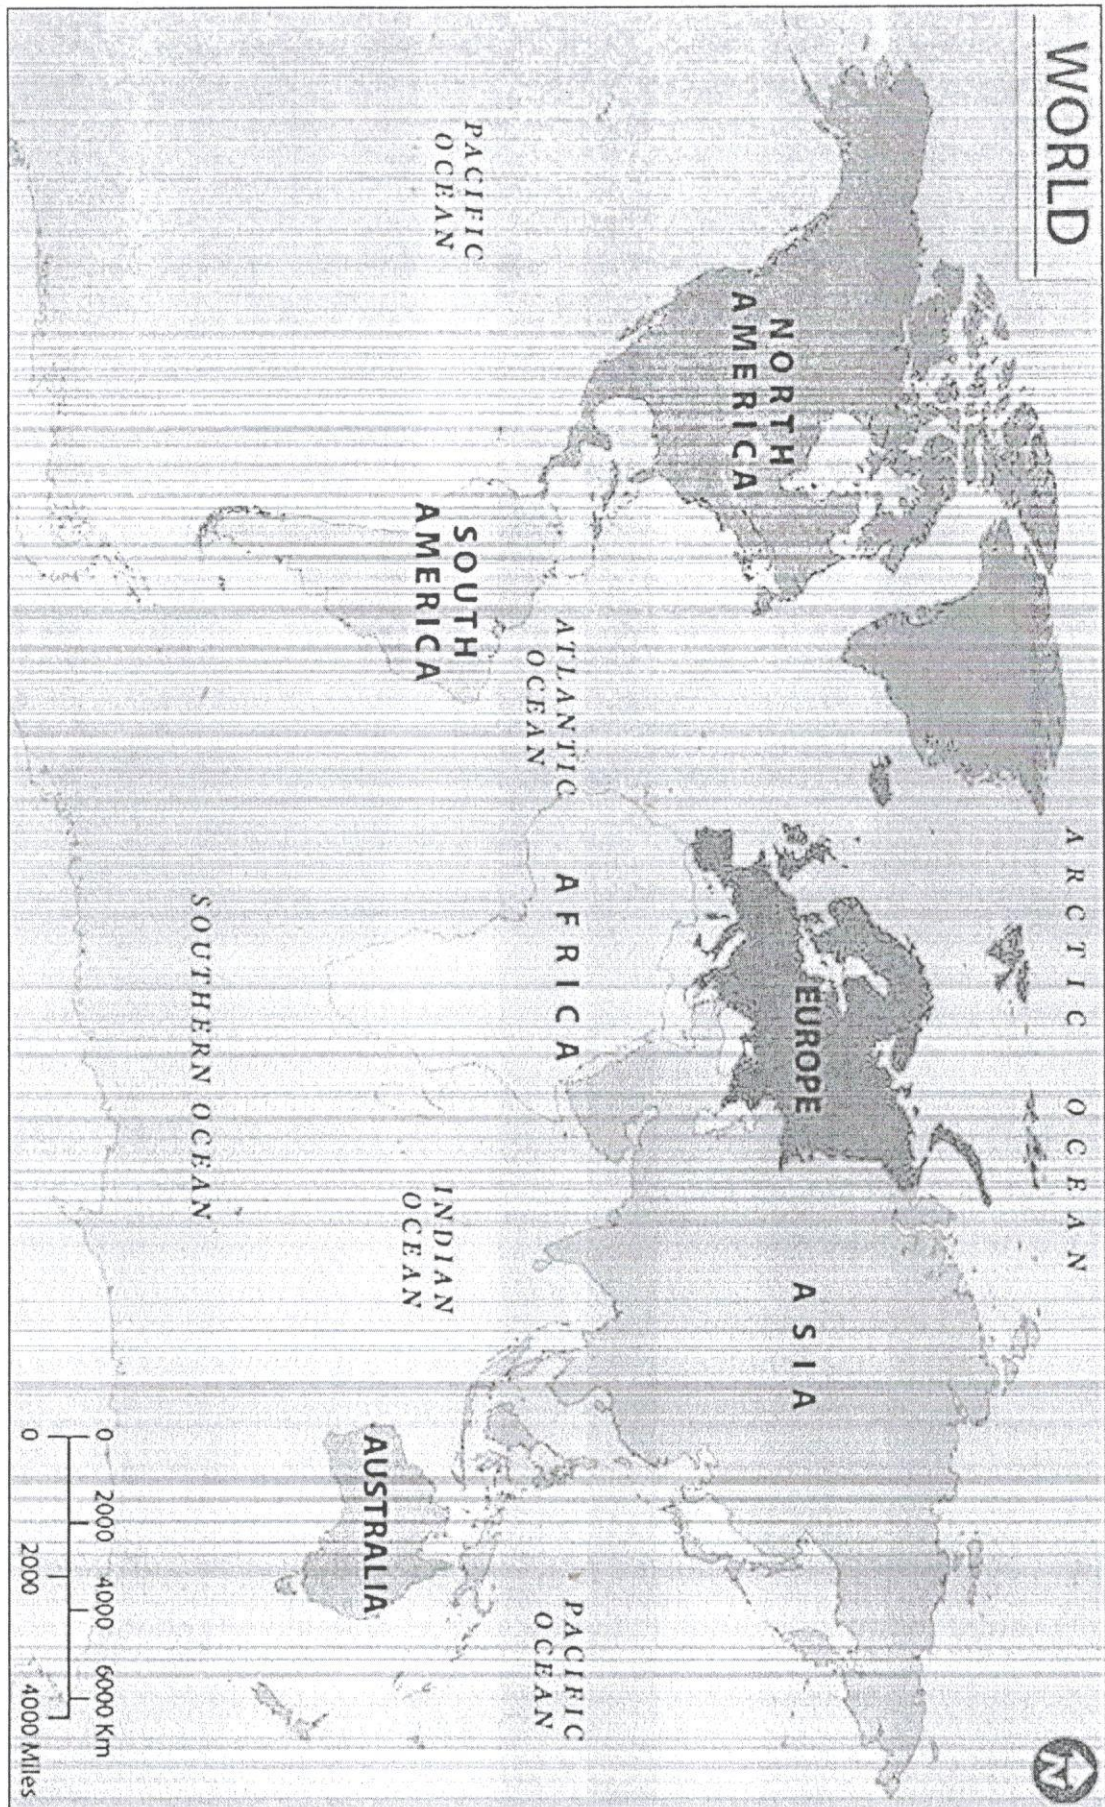 WORLD
ARCTIC OCEAN
NORTH
AMERICA
EUROPE
ASIA
PACIFIC
OCEAN
ATLANTIC
OCEAN
AFRICA
PACIFIC
OCEAN
SOUTH
AMERICA
INDIAN
OCEAN
AUSTRALIA
SOUTHERN OCEAN
0 2000 4000 6000 Km
0 2000 4000 Miles
N